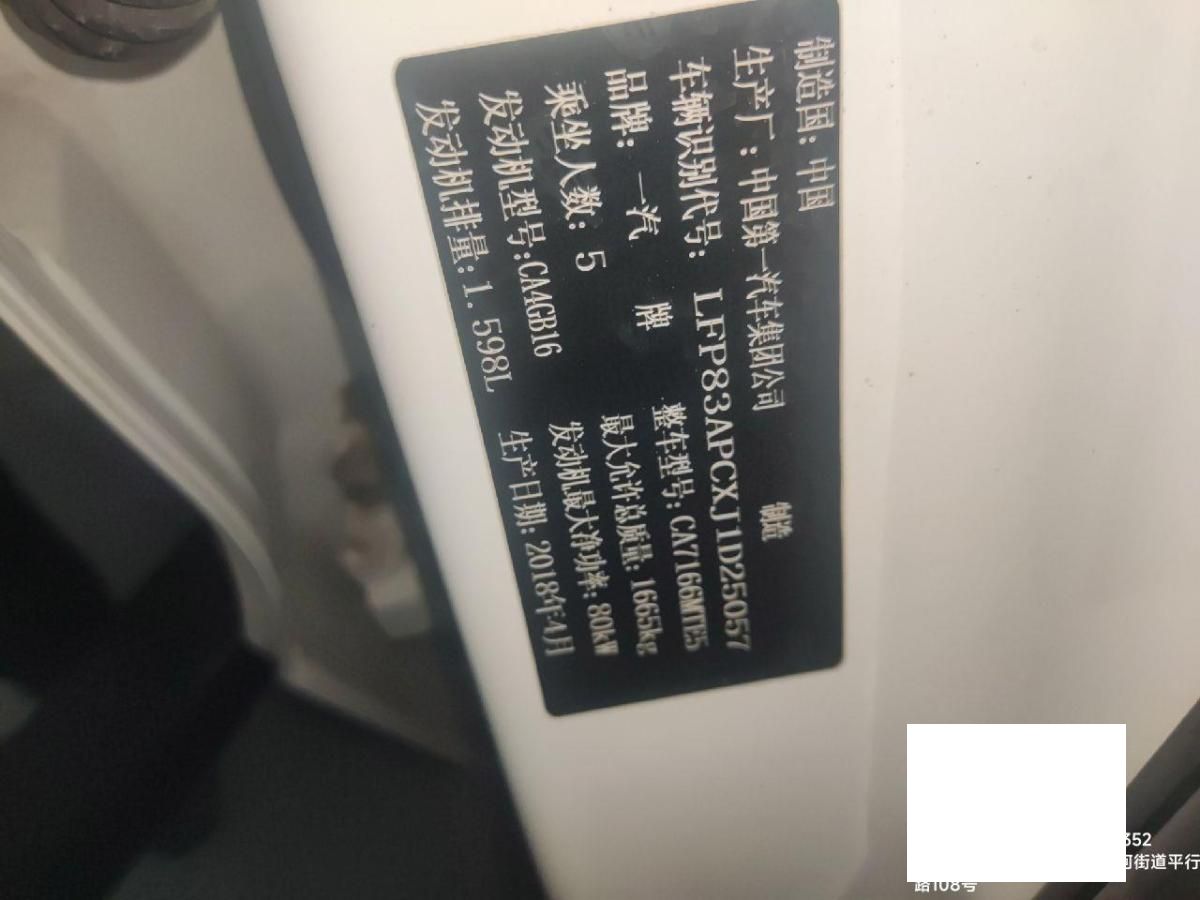 制造国：中国
生产厂：中国第一汽车集团公司 制造
车辆识别代号：LFP83APCXJ1D25057
品牌：一汽 牌 整车型号：CA7166MTE5
乘坐人数：5 最大允许总质量：1665kg
发动机型号：CA4GB16 发动机最大净功率：80kW
发动机排量：1.598L 生产日期：2018年4月
352
河街道平行
路108号